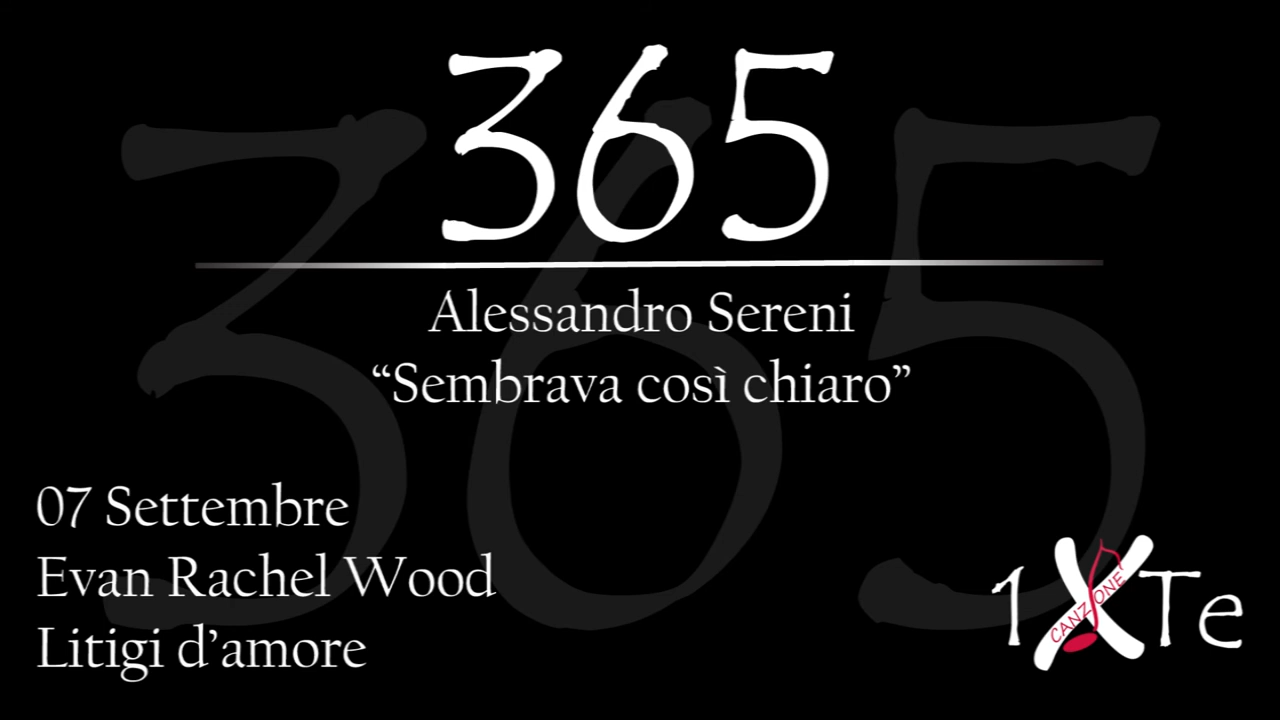 365
Alessandro Sereni
“Sembrava così chiaro”
07 Settembre
Evan Rachel Wood
Litigi d’amore
1XTe
CANZONE